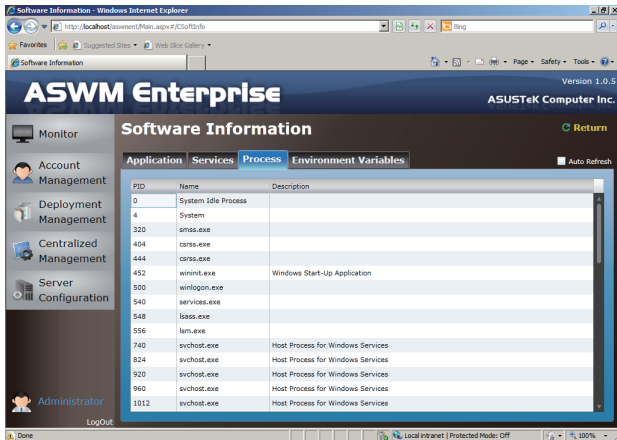 Software Information - Windows Internet Explorer
http://localhost/aswment/Main.aspx#/CSoftInfo
Bing
Favorites
Suggested Sites
Web Slice Gallery
Software Information
Page
Safety
Tools
Version 1.0.5
ASWM Enterprise
ASUSTeK Computer Inc.
Monitor
Account Management
Deployment Management
Centralized Management
Server Configuration
Administrator
LogOut
Software Information
Return
Application Services Process Environment Variables
Auto Refresh
PID Name Description
0 System Idle Process
4 System
320 smss.exe
404 csrss.exe
444 csrss.exe
452 wininit.exe Windows Start-Up Application
500 winlogon.exe
540 services.exe
548 lsass.exe
556 lsm.exe
740 svchost.exe Host Process for Windows Services
824 svchost.exe Host Process for Windows Services
920 svchost.exe Host Process for Windows Services
960 svchost.exe Host Process for Windows Services
1012 svchost.exe Host Process for Windows Services
Done
Local intranet | Protected Mode: Off
100%